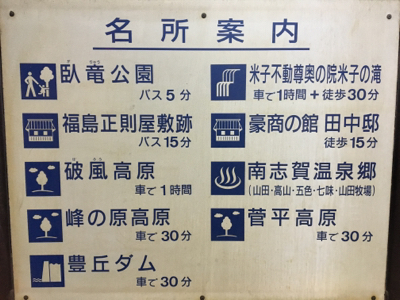 名所案内
臥竜公園
バス5分
福島正則屋敷跡
バス15分
破風高原
車で1時間
峰の原高原
車で30分
豊丘ダム
車で30分
米子不動尊奥の院米子の滝
車で1時間+徒歩30分
豪商の館 田中邸
徒歩15分
南志賀温泉郷
(山田・高山・五色・七味・山田牧場)
菅平高原
車で30分